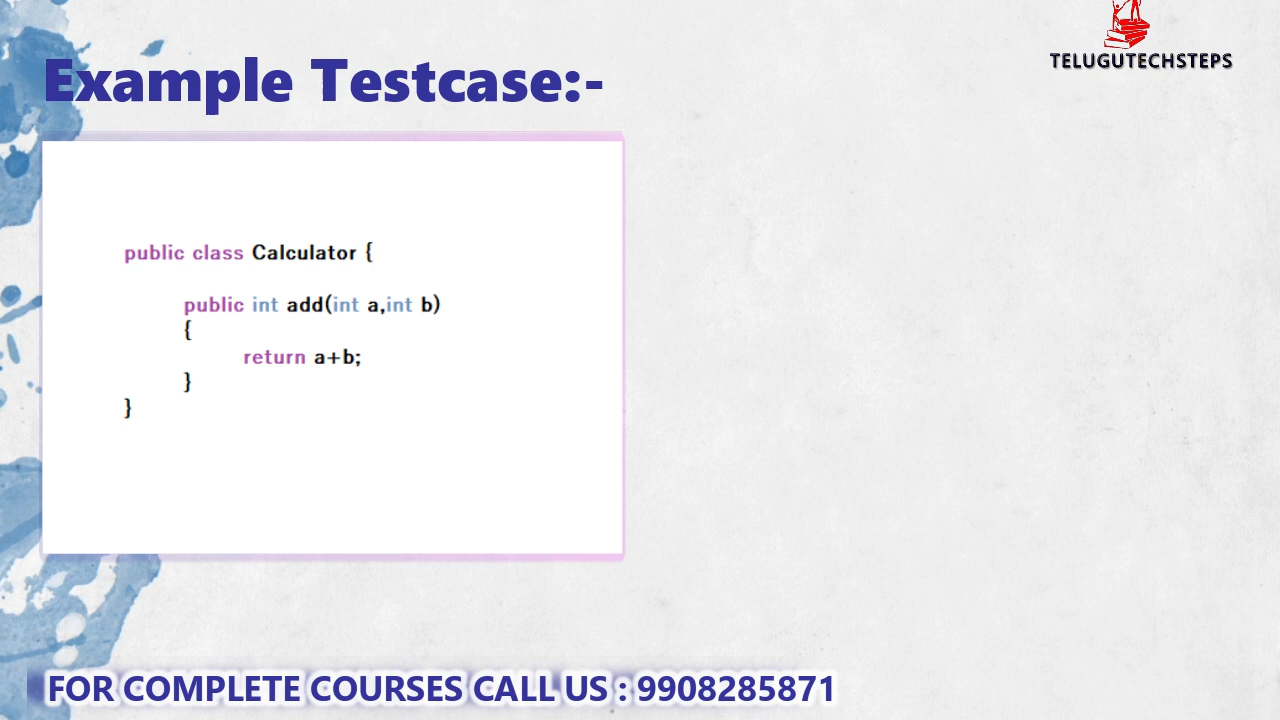 TELUGUTECHSTEPS
Example Testcase:-
public class Calculator {
public int add(int a,int b)
{
return a+b;
}
}
FOR COMPLETE COURSES CALL US : 9908285871